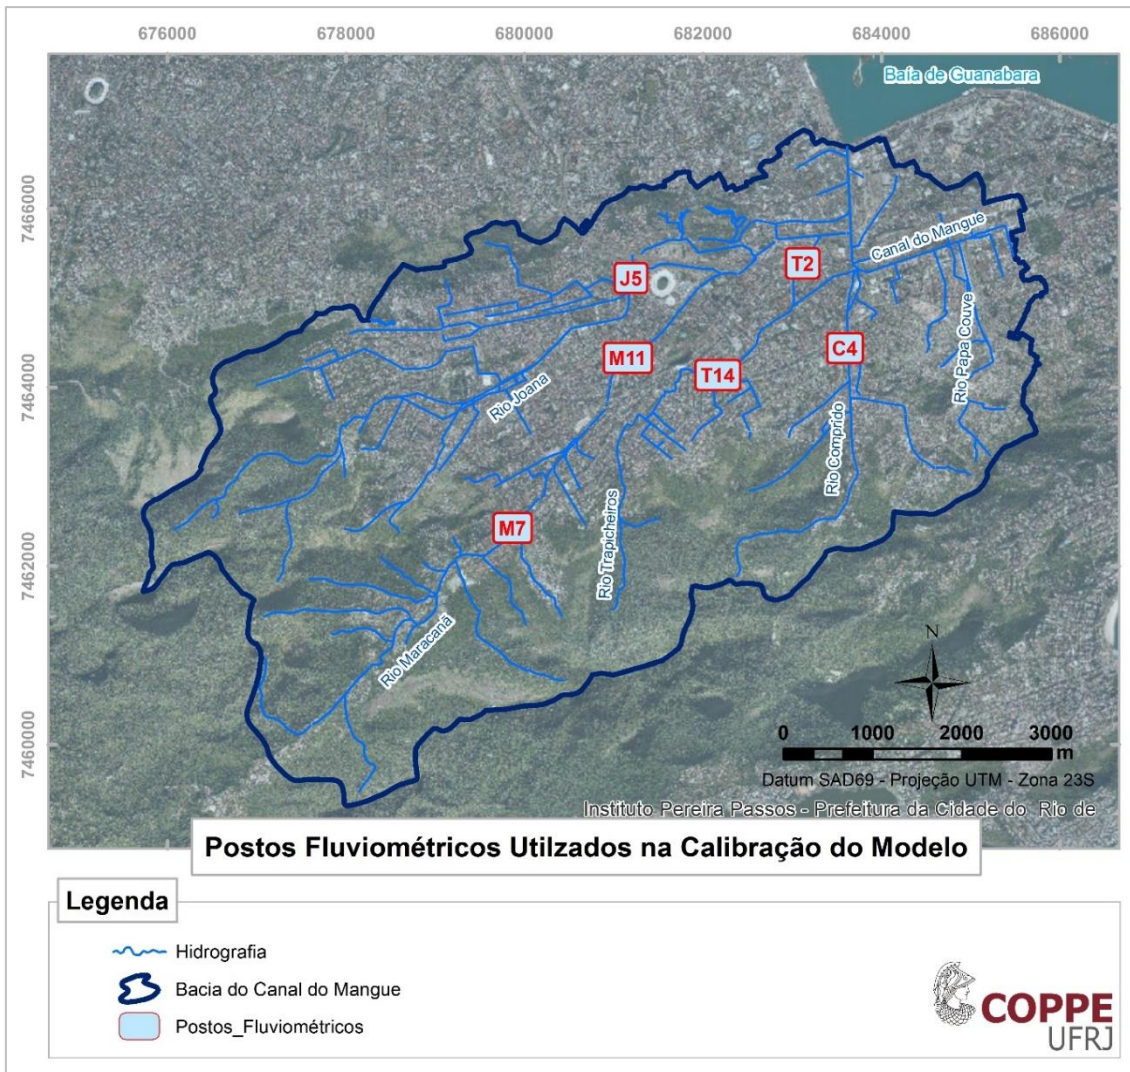 676000 678000 680000 682000 684000 686000
Baía de Guanabara
7466000
Canal do Mangue
T2
J5
C4
M11
T14
7464000
Rio Joana
Rio Papa Couve
Rio Comprido
M7
Rio Trapicheiros
7462000
Rio Maracanã
N
7460000
0 1000 2000 3000
m
Datum SAD69 - Projeção UTM - Zona 23S
Instituto Pereira Passos - Prefeitura da Cidade do Rio de
Postos Fluviométricos Utilzados na Calibração do Modelo
Legenda
Hidrografia
Bacia do Canal do Mangue
Postos_Fluviométricos
COPPE
UFRJ